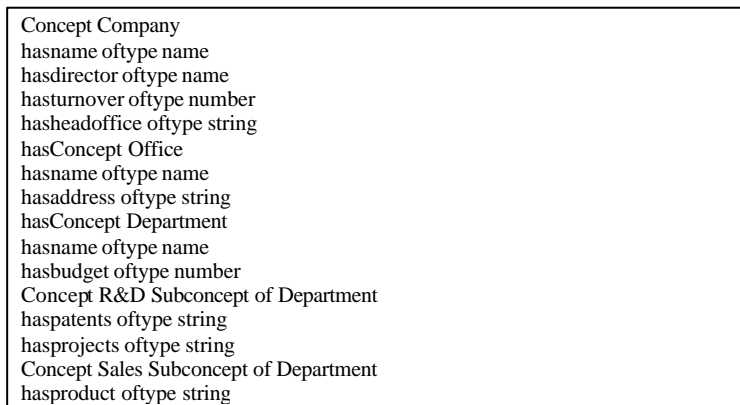 Concept Company
hasname oftype name
hasdirector oftype name
hasturnover oftype number
hasheadoffice oftype string
hasConcept Office
hasname oftype name
hasaddress oftype string
hasConcept Department
hasname oftype name
hasbudget oftype number
Concept R&D Subconcept of Department
haspatents oftype string
hasprojects oftype string
Concept Sales Subconcept of Department
hasproduct oftype string